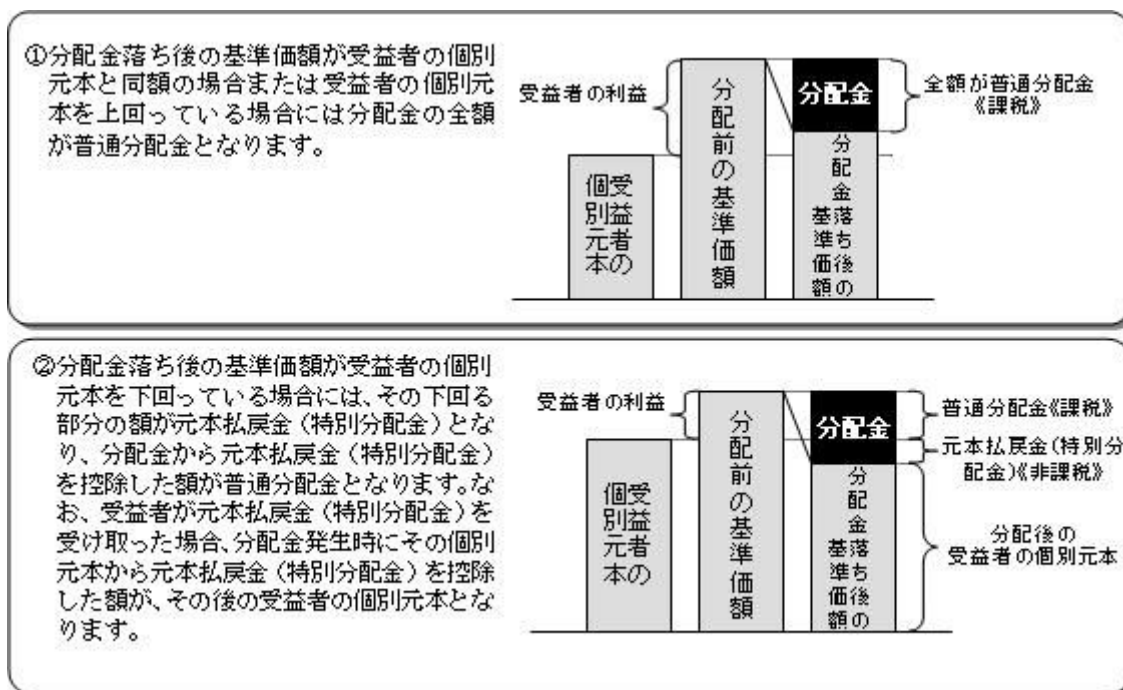 ①分配金落ち後の基準価額が受益者の個別
元本と同額の場合または受益者の個別元
本を上回っている場合には分配金の全額
が普通分配金となります。
受益者の利益
受益者の
個別元本
分配前の基準価額
分配金
分配金落ち後の
基準価額
全額が普通分配金
《課税》
②分配金落ち後の基準価額が受益者の個別
元本を下回っている場合には、その下回る
部分の額が元本払戻金（特別分配金）とな
り、分配金から元本払戻金（特別分配金）
を控除した額が普通分配金となります。な
お、受益者が元本払戻金（特別分配金）を
受け取った場合、分配金発生時にその個別
元本から元本払戻金（特別分配金）を控除
した額が、その後の受益者の個別元本とな
ります。
受益者の利益
受益者の
個別元本
分配前の基準価額
分配金
分配金落ち後の
基準価額
普通分配金《課税》
元本払戻金（特別分
配金）《非課税》
分配後の
受益者の個別元本